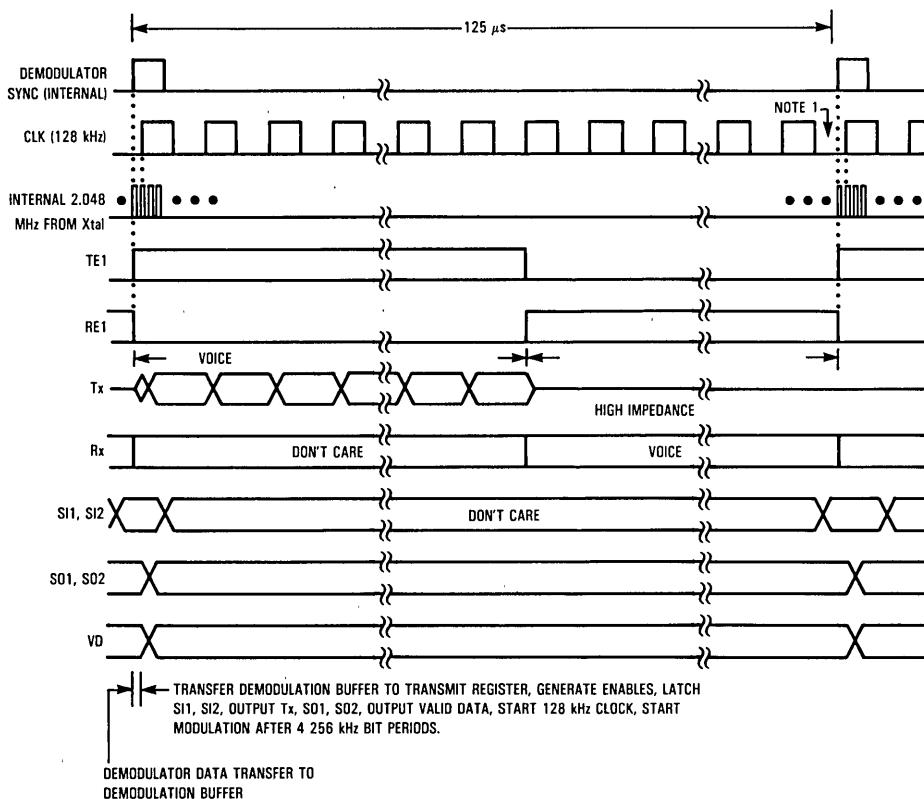 125 μs
DEMODULATOR
SYNC (INTERNAL)
NOTE 1
CLK (128 kHz)
INTERNAL 2.048
MHz FROM Xtal
TE1
RE1
VOICE
Tx
HIGH IMPEDANCE
Rx
DON'T CARE
VOICE
SI1, SI2
DON'T CARE
SO1, SO2
VD
TRANSFER DEMODULATION BUFFER TO TRANSMIT REGISTER, GENERATE ENABLES, LATCH
SI1, SI2, OUTPUT Tx, SO1, SO2, OUTPUT VALID DATA, START 128 kHz CLOCK, START
MODULATION AFTER 4 256 kHz BIT PERIODS.
DEMODULATOR DATA TRANSFER TO
DEMODULATION BUFFER